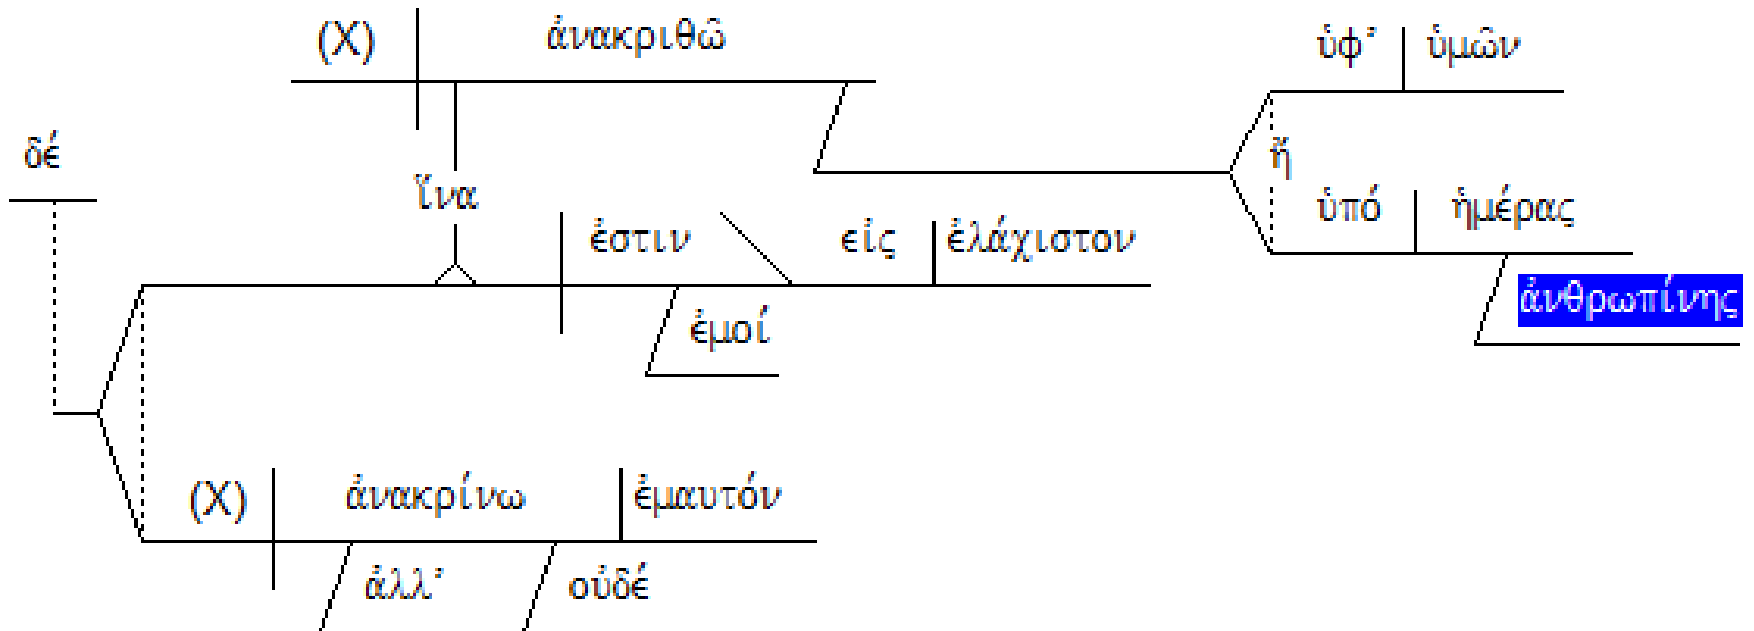 (X) ἀνακριθῶ ὑφ’ ὑμῶν
δέ ἤ
ἵνα ὑπό ἡμέρας
ἐστιν εἰς ἐλάχιστον
ἐμοί ἀνθρωπίνης
(X) ἀνακρίνω ἐμαυτόν
ἀλλ’ οὐδέ